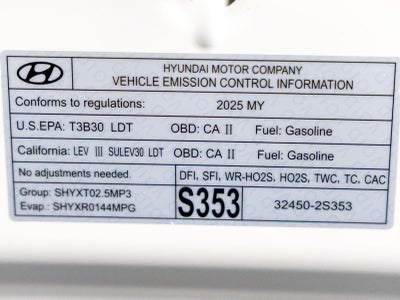 HYUNDAI MOTOR COMPANY
VEHICLE EMISSION CONTROL INFORMATION
Conforms to regulations: 2025 MY
U.S.EPA: T3B30 LDT OBD: CA II Fuel: Gasoline
California: LEV III SULEV30 LDT OBD: CA II Fuel: Gasoline
No adjustments needed. DFI, SFI, WR-HO2S, HO2S, TWC, TC, CAC
Group: SHYXT02.5MP3
Evap.: SHYXR0144MPG
S353 32450-2S353